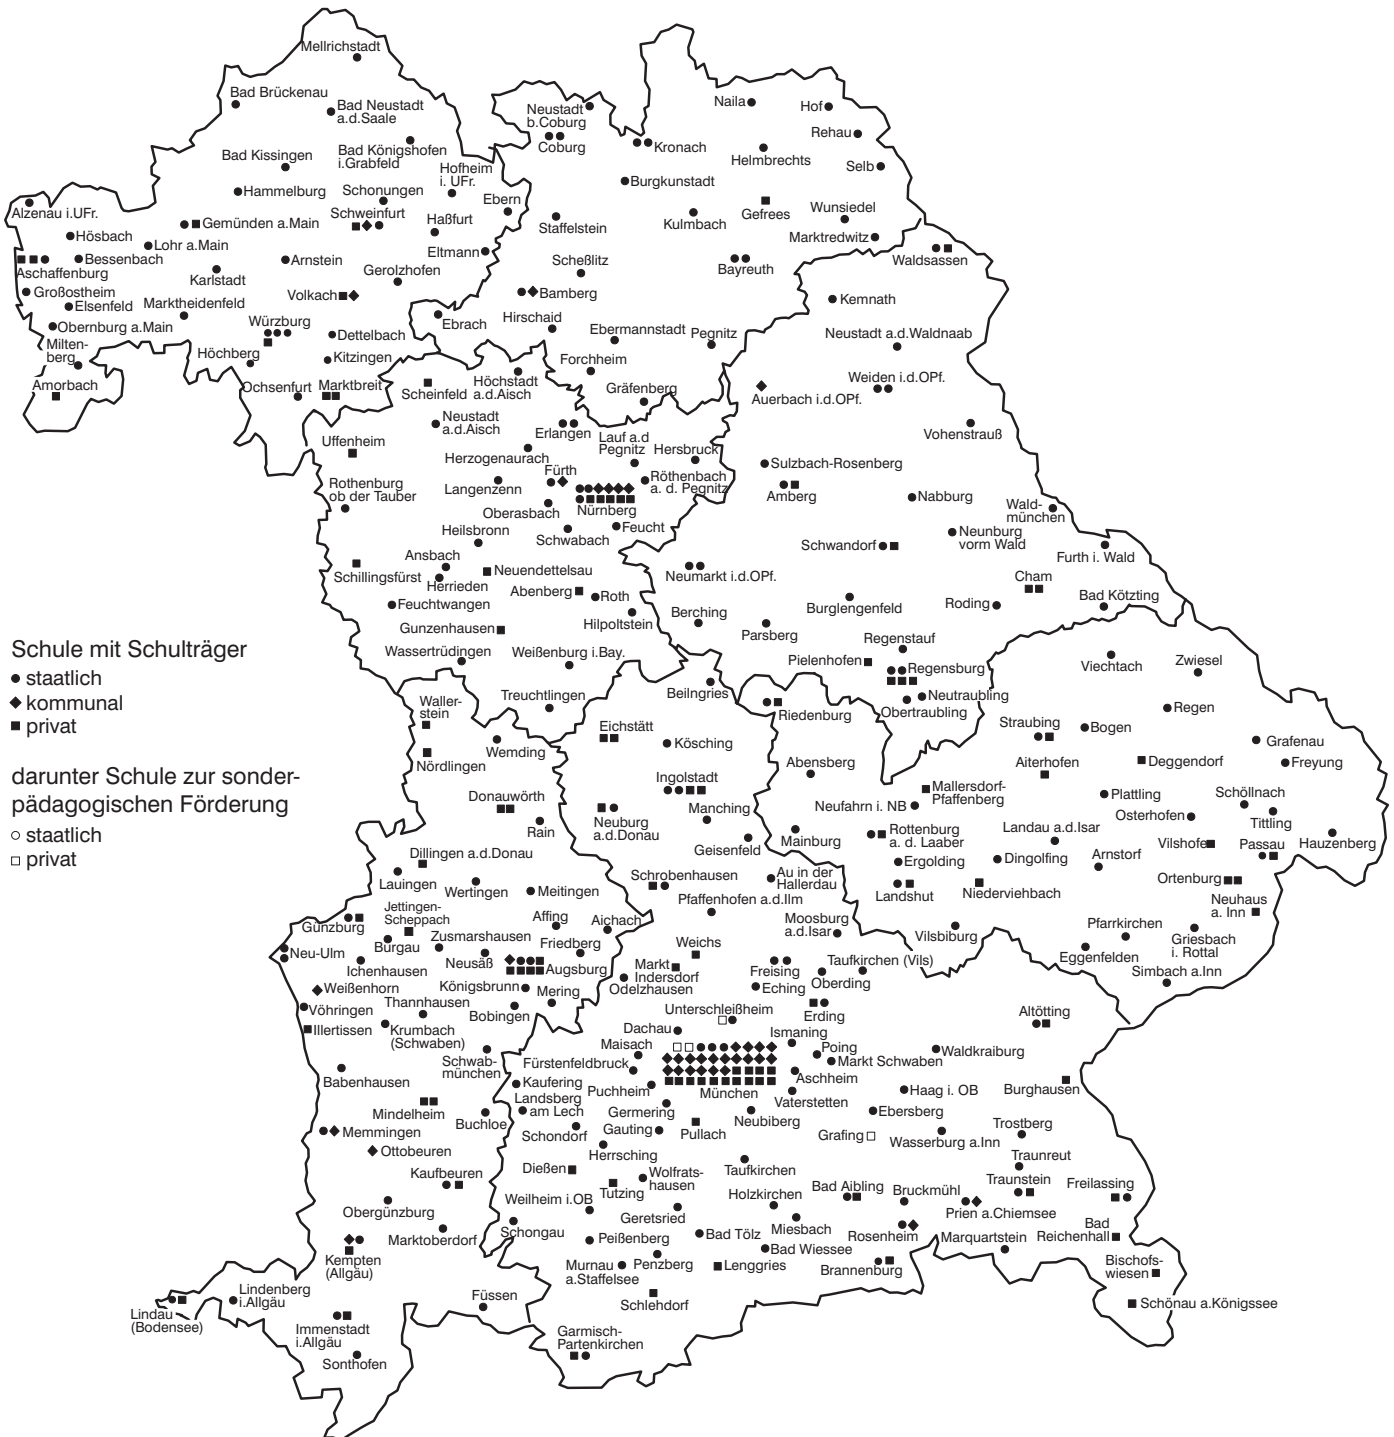 Mellrichstadt
Bad Brückenau
Bad Neustadt
a.d.Saale
Neustadt
b.Coburg
Coburg
Kronach
Naila
Hof
Rehau
Helmbrechts
Selb
Bad Kissingen
Bad Königshofen
i.Grabfeld
Hofheim
i. UFr.
Burgkunstadt
Hammelburg
Schonungen
Ebern
Alzenau i.UFr.
Gemünden a.Main
Schweinfurt
Haßfurt
Staffelstein
Kulmbach
Gefrees
Wunsiedel
Hösbach
Lohr a.Main
Eltmann
Marktredwitz
Bessenbach
Aschaffenburg
Arnstein
Karlstadt
Gerolzhofen
Scheßlitz
Bayreuth
Waldsassen
Großostheim
Elsenfeld
Marktheidenfeld
Volkach
Bamberg
Kemnath
Obernburg a.Main
Würzburg
Dettelbach
Ebrach
Hirschaid
Ebermannstadt
Pegnitz
Neustadt a.d.Waldnaab
Milten-
berg
Höchberg
Kitzingen
Forchheim
Amorbach
Ochsenfurt
Marktbreit
Scheinfeld
Höchstadt
a.d.Aisch
Gräfenberg
Auerbach i.d.OPf.
Weiden i.d.OPf.
Neustadt
a.d.Aisch
Erlangen
Lauf a.d
Pegnitz
Hersbruck
Vohenstrauß
Uffenheim
Herzogenaurach
Fürth
Röthenbach
a. d. Pegnitz
Sulzbach-Rosenberg
Rothenburg
ob der Tauber
Langenzenn
Nürnberg
Amberg
Nabburg
Oberasbach
Wald-
münchen
Heilsbronn
Schwabach
Feucht
Neunburg
vorm Wald
Ansbach
Schwandorf
Furth i. Wald
Schillingsfürst
Herrieden
Neuendettelsau
Neumarkt i.d.OPf.
Cham
Feuchtwangen
Abenberg
Roth
Burglengenfeld
Roding
Bad Kötzting
Gunzenhausen
Hilpoltstein
Berching
Parsberg
Schule mit Schulträger
staatlich
kommunal
privat
darunter Schule zur sonder-
pädagogischen Förderung
staatlich
privat
Wassertrüdingen
Weißenburg i.Bay.
Regenstauf
Pielenhofen
Regensburg
Viechtach
Zwiesel
Waller-
stein
Treuchtlingen
Beilngries
Riedenburg
Neutraubling
Obertraubling
Regen
Eichstätt
Straubing
Bogen
Wemding
Kösching
Grafenau
Nördlingen
Abensberg
Aiterhofen
Deggendorf
Freyung
Donauwörth
Ingolstadt
Mallersdorf-
Pfaffenberg
Plattling
Schöllnach
Rain
Neuburg
a.d.Donau
Manching
Neufahrn i. NB
Osterhofen
Tittling
Geisenfeld
Mainburg
Rottenburg
a. d. Laaber
Landau a.d.Isar
Vilshofe
Passau
Hauzenberg
Dillingen a.d.Donau
Ergolding
Dingolfing
Arnstorf
Lauingen
Wertingen
Meitingen
Schrobenhausen
Au in der
Hallerdau
Landshut
Niederviehbach
Ortenburg
Jettingen-
Scheppach
Pfaffenhofen a.d.Ilm
Neuhaus
a. Inn
Günzburg
Affing
Aichach
Moosburg
a.d.Isar
Pfarrkirchen
Burgau
Zusmarshausen
Friedberg
Weichs
Vilsbiburg
Griesbach
i. Rottal
Neu-Ulm
Ichenhausen
Neusäß
Augsburg
Markt
Indersdorf
Freising
Taufkirchen (Vils)
Eggenfelden
Simbach a.Inn
Weißenhorn
Königsbrunn
Mering
Odelzhausen
Eching
Oberding
Vöhringen
Thannhausen
Bobingen
Unterschleißheim
Erding
Altötting
Illertissen
Krumbach
(Schwaben)
Dachau
Ismaning
Schwab-
münchen
Maisach
Poing
Waldkraiburg
Babenhausen
Fürstenfeldbruck
Markt Schwaben
Kaufering
Puchheim
München
Aschheim
Haag i. OB
Burghausen
Mindelheim
Landsberg
am Lech
Germering
Vaterstetten
Buchloe
Neubiberg
Ebersberg
Memmingen
Schondorf
Gauting
Pullach
Grafing
Wasserburg a.Inn
Trostberg
Ottobeuren
Herrsching
Traunreut
Kaufbeuren
Dießen
Wolfrats-
hausen
Taufkirchen
Tutzing
Bad Aibling
Bruckmühl
Traunstein
Freilassing
Obergünzburg
Weilheim i.OB
Geretsried
Holzkirchen
Prien a.Chiemsee
Marktoberdorf
Schongau
Peißenberg
Bad Tölz
Miesbach
Rosenheim
Marquartstein
Bad
Reichenhall
Kempten
(Allgäu)
Bad Wiessee
Murnau
a.Staffelsee
Penzberg
Lenggries
Brannenburg
Bischofs-
wiesen
Lindau
(Bodensee)
Lindenberg
i.Allgäu
Füssen
Schlehdorf
Schönau a.Königssee
Immenstadt
i.Allgäu
Garmisch-
Partenkirchen
Sonthofen